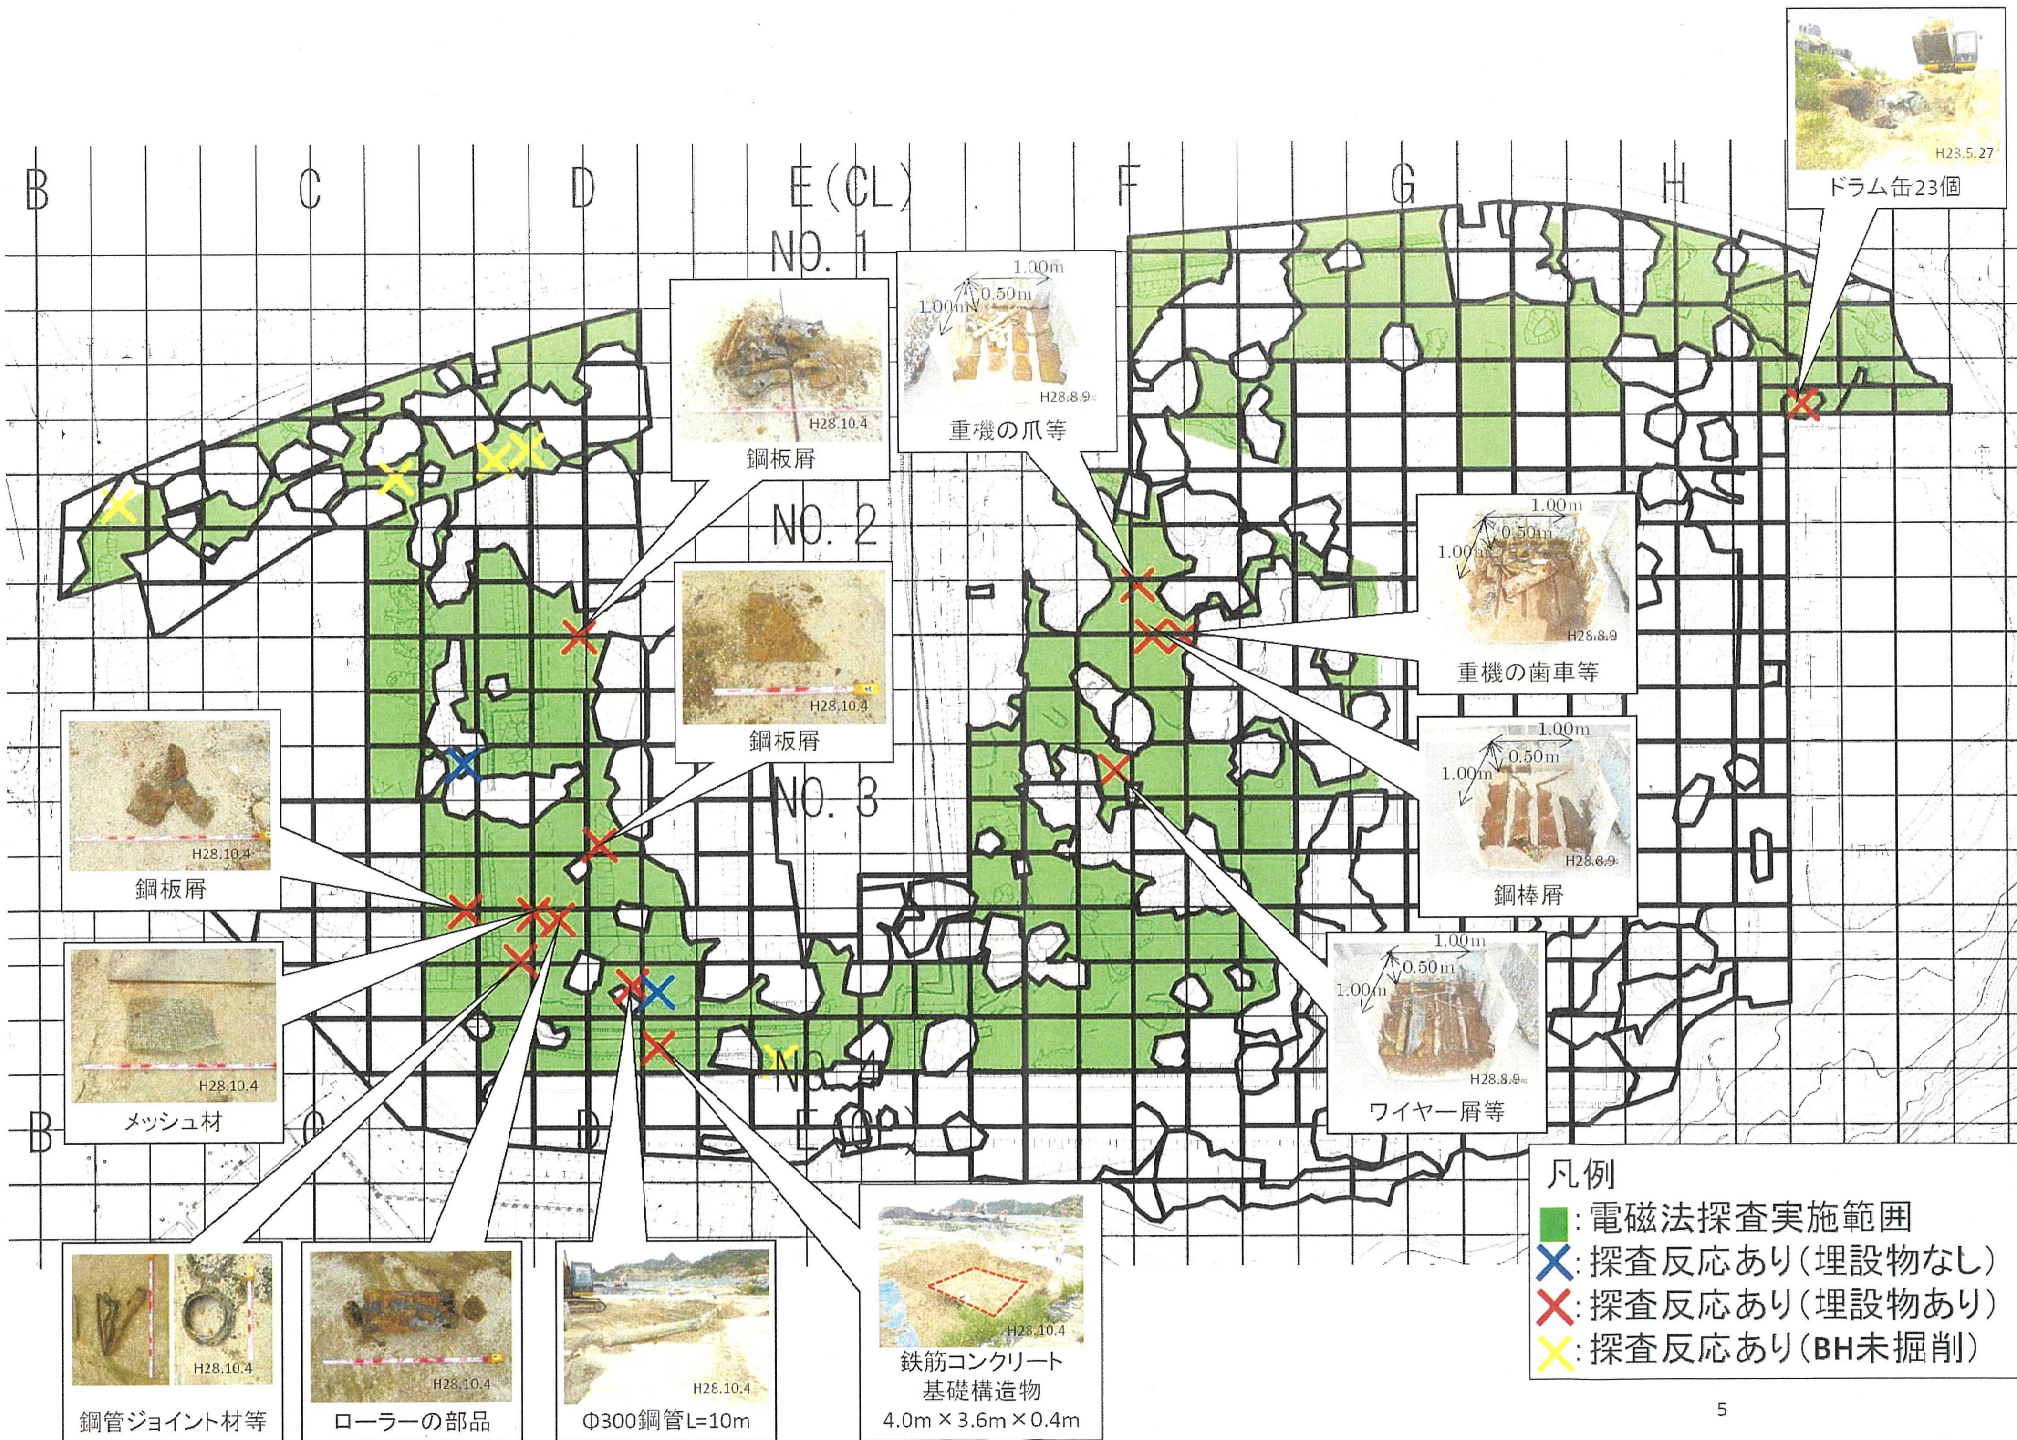 H23.5.27
ドラム缶23個
B
C
D
E(CL)
F
G
H
NO. 1
H28.10.4
鋼板屑
1.00m
0.50m
1.00m
H28.8.9
重機の爪等
NO. 2
H28.10.4
鋼板屑
1.00m
0.50m
1.00m
H28.8.9
重機の歯車等
NO. 3
1.00m
0.50m
1.00m
H28.8.9
鋼棒屑
H28.10.4
鋼板屑
H28.10.4
メッシュ材
1.00m
0.50m
1.00m
H28.8.9
ワイヤー屑等
NO. 4
B
C
D
H28.10.4
鋼管ジョイント材等
H28.10.4
ローラーの部品
H28.10.4
Φ300鋼管L=10m
H28.10.4
鉄筋コンクリート
基礎構造物
4.0m×3.6m×0.4m
凡例
:電磁法探査実施範囲
:探査反応あり(埋設物なし)
:探査反応あり(埋設物あり)
:探査反応あり(BH未掘削)
5